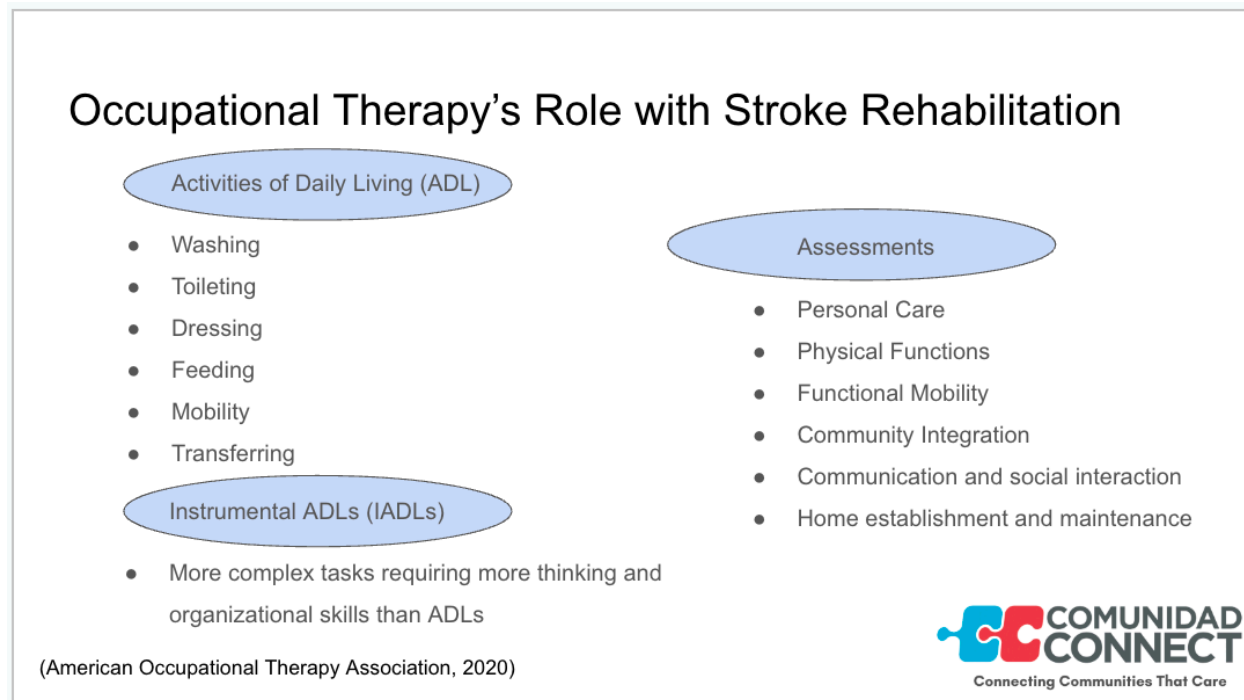 Occupational Therapy’s Role with Stroke Rehabilitation
Activities of Daily Living (ADL)
● Washing
● Toileting
● Dressing
● Feeding
● Mobility
● Transferring
Instrumental ADLs (IADLs)
● More complex tasks requiring more thinking and
organizational skills than ADLs
Assessments
● Personal Care
● Physical Functions
● Functional Mobility
● Community Integration
● Communication and social interaction
● Home establishment and maintenance
(American Occupational Therapy Association, 2020)
COMUNIDAD
CONNECT
Connecting Communities That Care